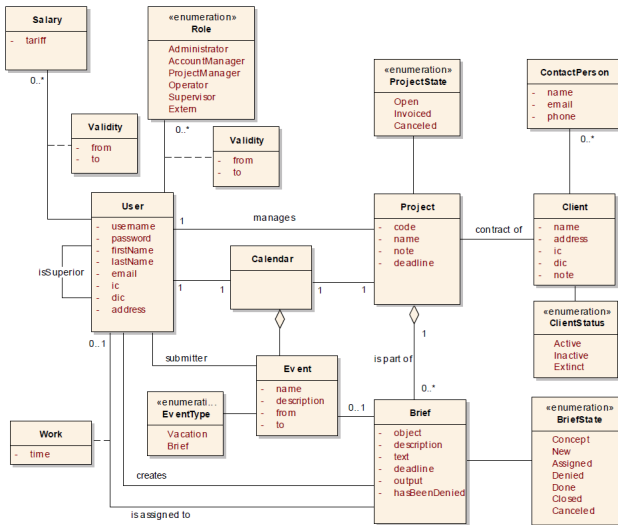 Salary
- tariff
0..*
«enumeration»
Role
Administrator
AccountManager
ProjectManager
Operator
Supervisor
Extern
0..*
«enumeration»
ProjectState
Open
Invoiced
Canceled
ContactPerson
- name
- email
- phone
0..*
Validity
- from
- to
Validity
- from
- to
User
- username
- password
- firstName
- lastName
- email
- ic
- dic
- address
isSuperior
1
manages
Project
- code
- name
- note
- deadline
contract of
Client
- name
- address
- ic
- dic
- note
Calendar
1
1
1
1
«enumeration»
ClientStatus
Active
Inactive
Extinct
0..1
submitter
Event
- name
- description
- from
- to
1
is part of
0..*
0..1
«enumerati...
EventType
Vacation
Brief
Brief
- object
- description
- text
- deadline
- output
- hasBeenDenied
«enumeration»
BriefState
Concept
New
Assigned
Denied
Done
Closed
Canceled
Work
- time
creates
is assigned to